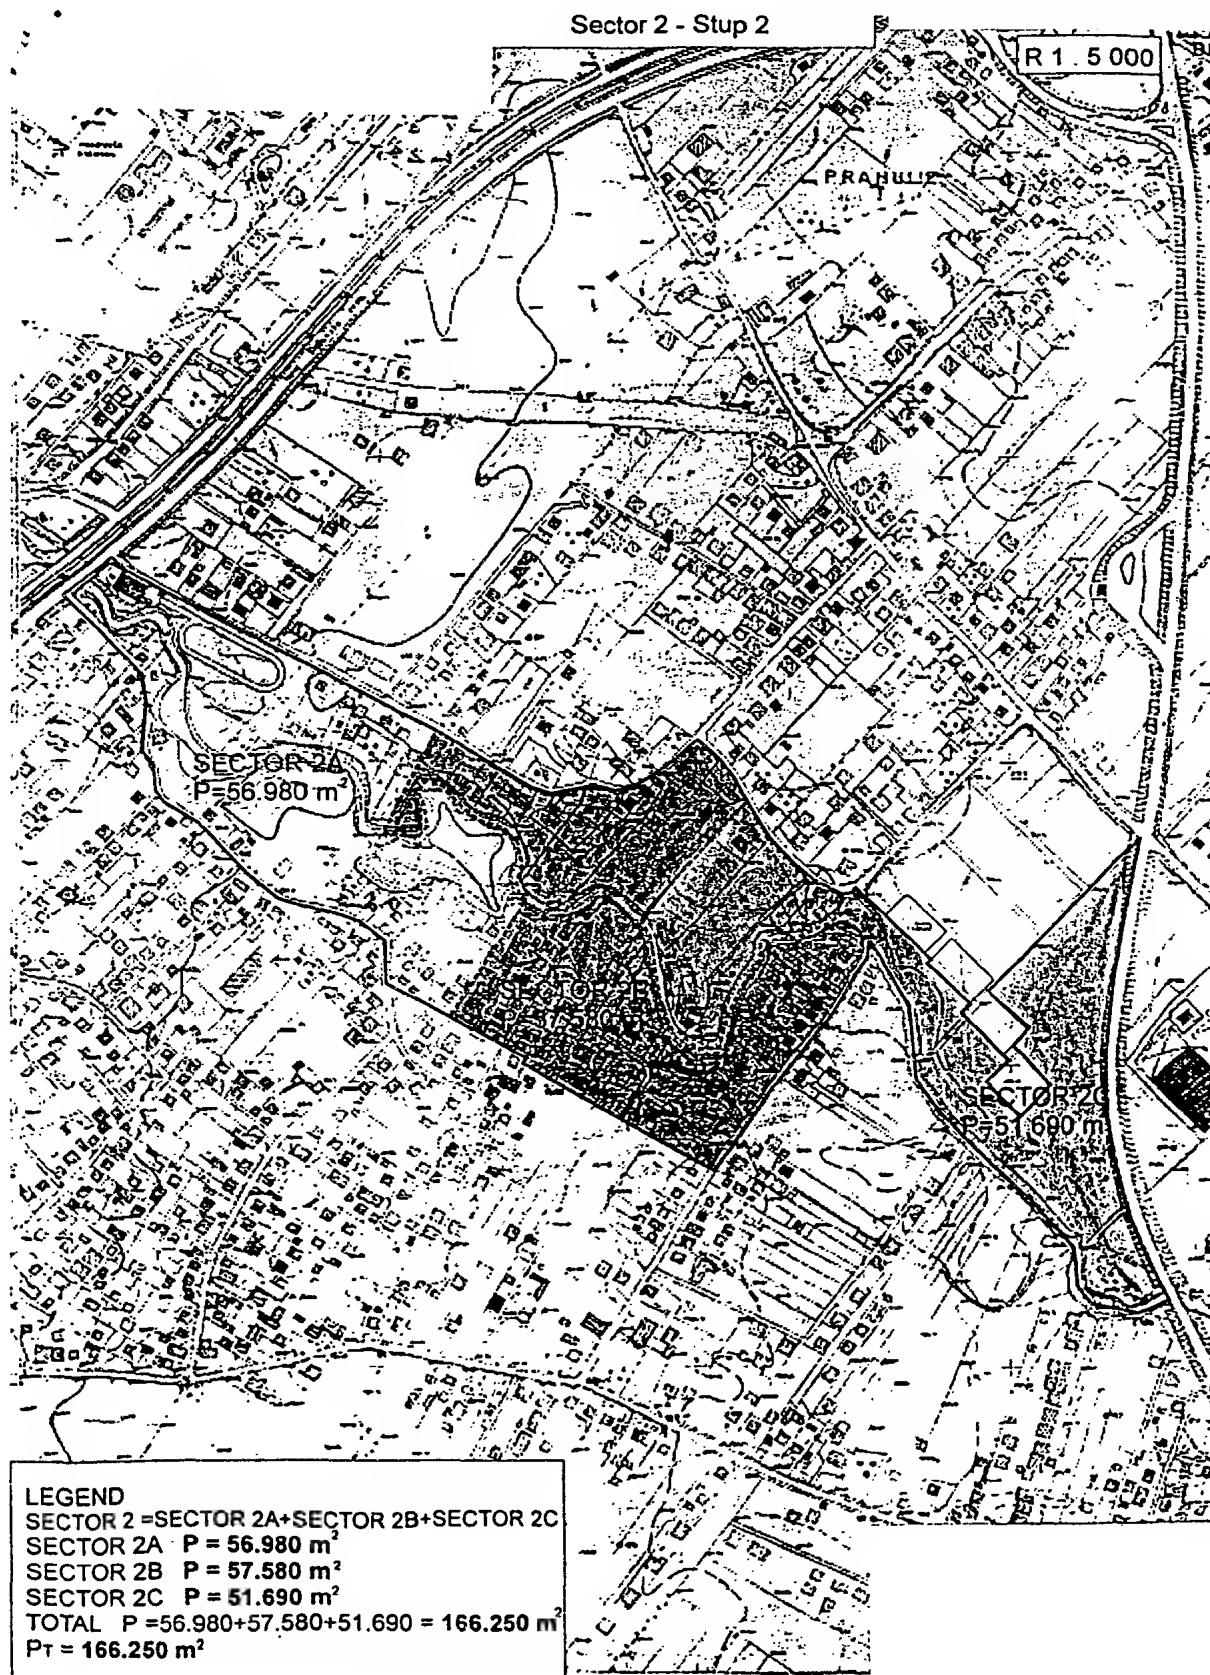 Sector 2 - Stup 2
R 1 . 5 000
SECTOR 2A
P=56.980 m²
SECTOR 2B
SECTOR 2C
P=51.690 m
LEGEND
SECTOR 2 =SECTOR 2A+SECTOR 2B+SECTOR 2C
SECTOR 2A P = 56.980 m²
SECTOR 2B P = 57.580 m²
SECTOR 2C P = 51.690 m²
TOTAL P =56.980+57.580+51.690 = 166.250 m²
PT = 166.250 m²